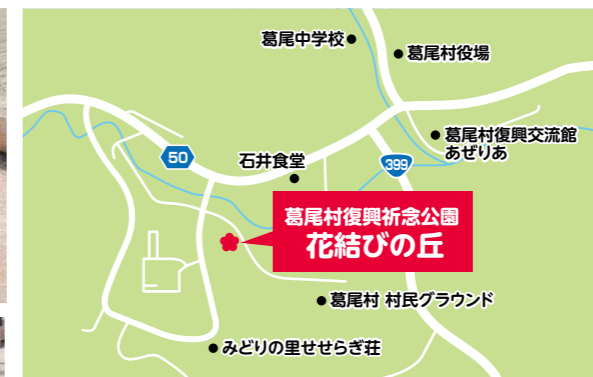 葛尾中学校
葛尾村役場
葛尾村復興交流館
あぜりあ
50
石井食堂
399
葛尾村復興祈念公園
花結びの丘
葛尾村 村民グラウンド
みどりの里せせらぎ荘